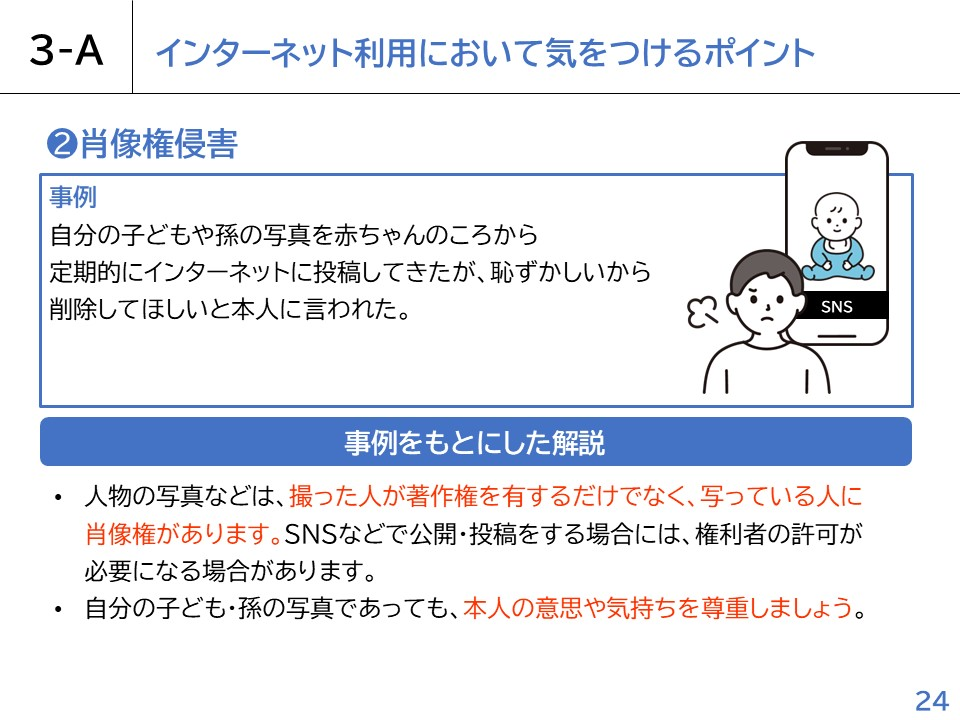 3-A
インターネット利用において気をつけるポイント
❷肖像権侵害
事例
自分の子どもや孫の写真を赤ちゃんのころから
定期的にインターネットに投稿してきたが、恥ずかしいから
削除してほしいと本人に言われた。
SNS
事例をもとにした解説
• 人物の写真などは、撮った人が著作権を有するだけでなく、写っている人に
肖像権があります。SNSなどで公開・投稿をする場合には、権利者の許可が
必要になる場合があります。
• 自分の子ども・孫の写真であっても、本人の意思や気持ちを尊重しましょう。
24